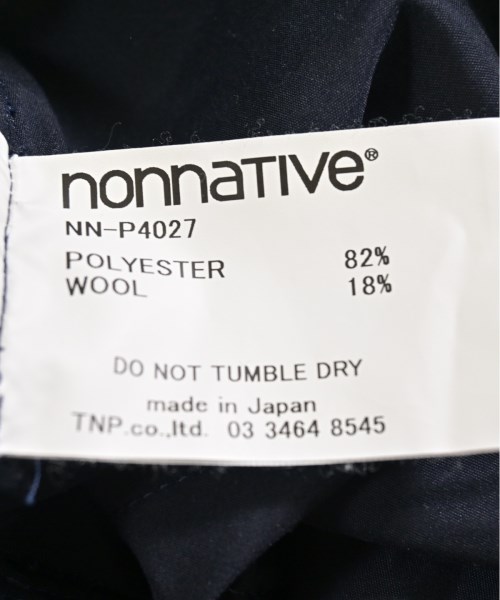 nonnaTIVe®
NN-P4027
POLYESTER 82%
WOOL 18%
DO NOT TUMBLE DRY
made in Japan
TNP.co.,ltd. 03 3464 8545